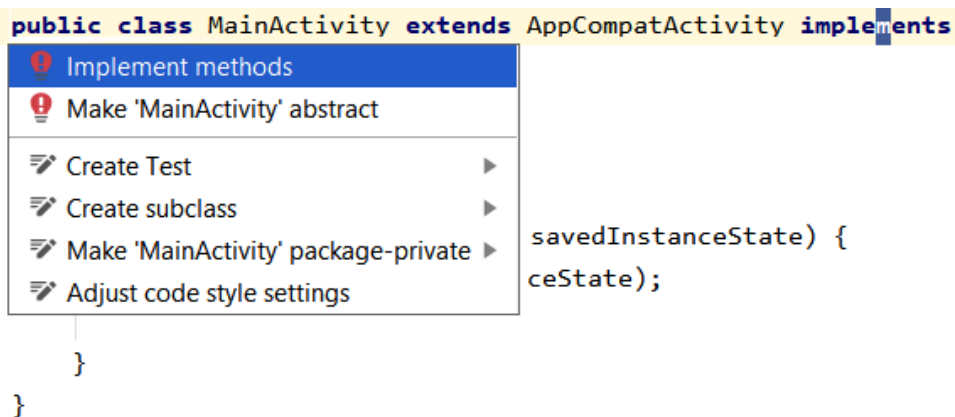 public class MainActivity extends AppCompatActivity implements
Implement methods
Make 'MainActivity' abstract
Create Test
Create subclass
Make 'MainActivity' package-private
Adjust code style settings
savedInstanceState) {
ceState);
}
}